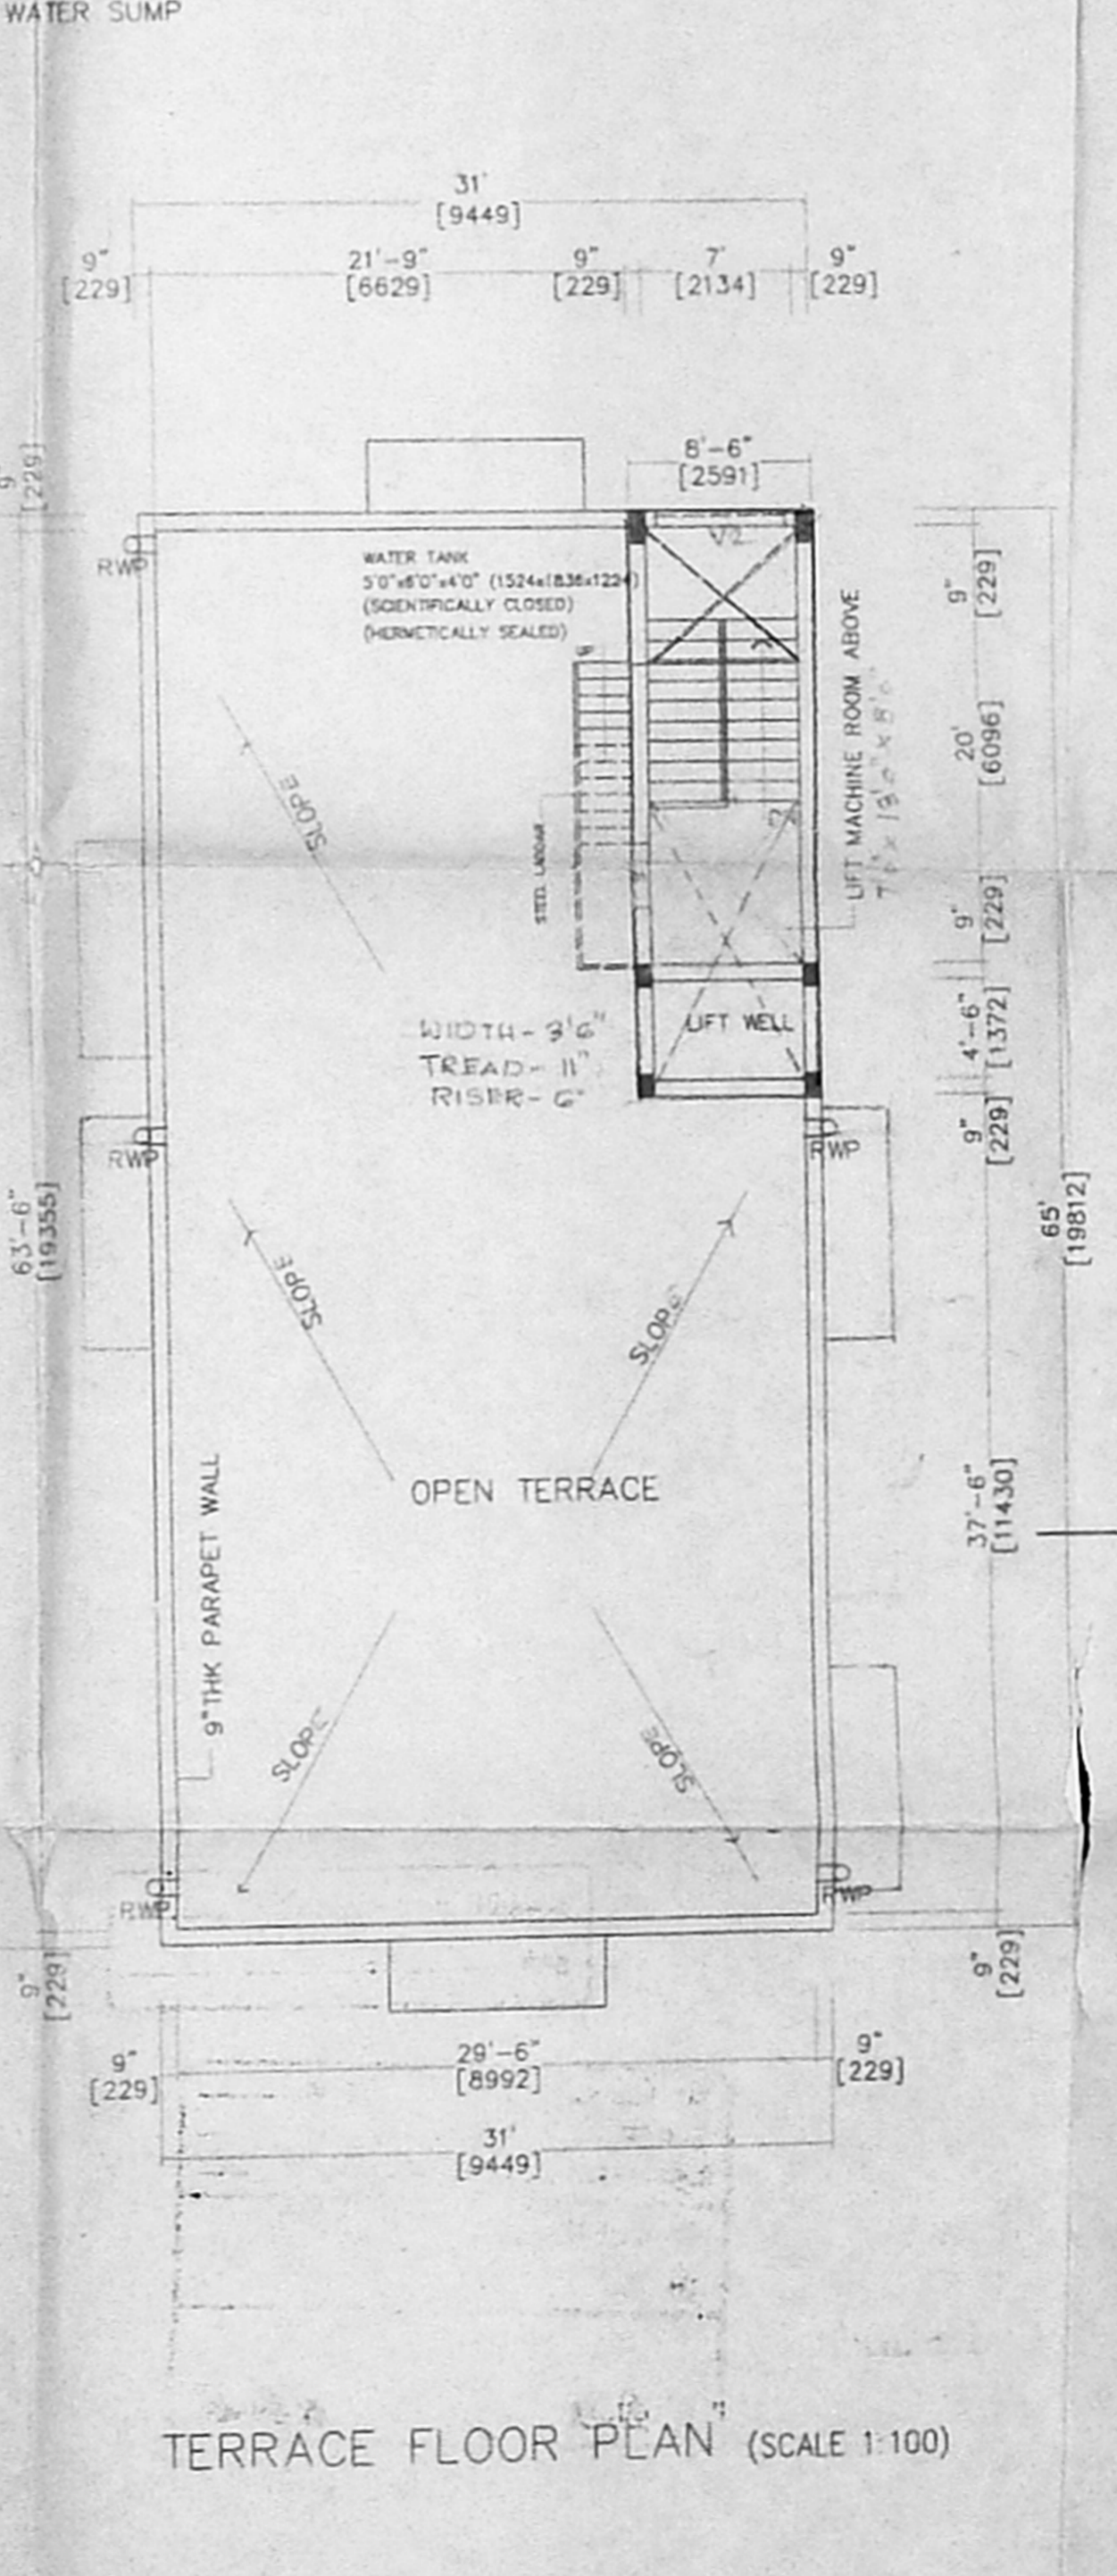 WATER SUMP
31'
[9449]
9"
[229]
21'-9"
[6629]
9"
[229]
7'
[2134]
9"
[229]
8'-6"
[2591]
9"
[229]
RWP
WATER TANK
5'0"x6'0"x4'0"
(SCIENTIFICALLY CLOSED)
(HERMETICALLY SEALED)
V2
9"
[229]
SLOPE
LIFT MACHINE ROOM ABOVE
20'
[6096]
9"
[229]
WIDTH - 3'6"
TREAD - 11"
RISER - 6"
LIFT WELL
4'-6"
[1372]
9"
[229]
RWP
RWP
63'-6"
[19355]
65'
[19812]
SLOPE
SLOPE
OPEN TERRACE
37'-6"
[11430]
9"THK PARAPET WALL
SLOPE
SLOPE
RWP
RWP
9"
[229]
9"
[229]
29'-6"
[8992]
9"
[229]
9"
[229]
31'
[9449]
TERRACE FLOOR PLAN (SCALE 1:100)